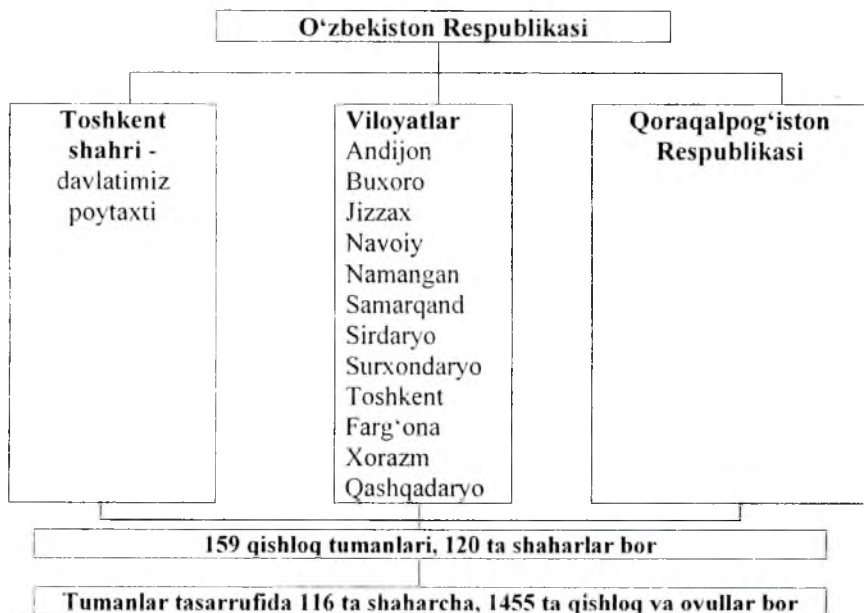 O‘zbekiston Respublikasi
Toshkent
shahri -
davlatimiz
poytaxti
Viloyatlar
Andijon
Buxoro
Jizzax
Navoiy
Namangan
Samarqand
Sirdaryo
Surxondaryo
Toshkent
Farg‘ona
Xorazm
Qashqadaryo
Qoraqalpog‘iston
Respublikasi
159 qishloq tumanlari, 120 ta shaharlar bor
Tumanlar tasarrufida 116 ta shaharcha, 1455 ta qishloq va ovullar bor